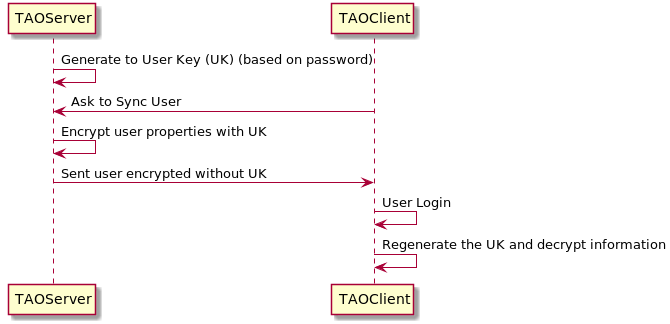 TAOServer TAOClient
Generate to User Key (UK) (based on password)
Ask to Sync User
Encrypt user properties with UK
Sent user encrypted without UK
User Login
Regenerate the UK and decrypt information
TAOServer TAOClient